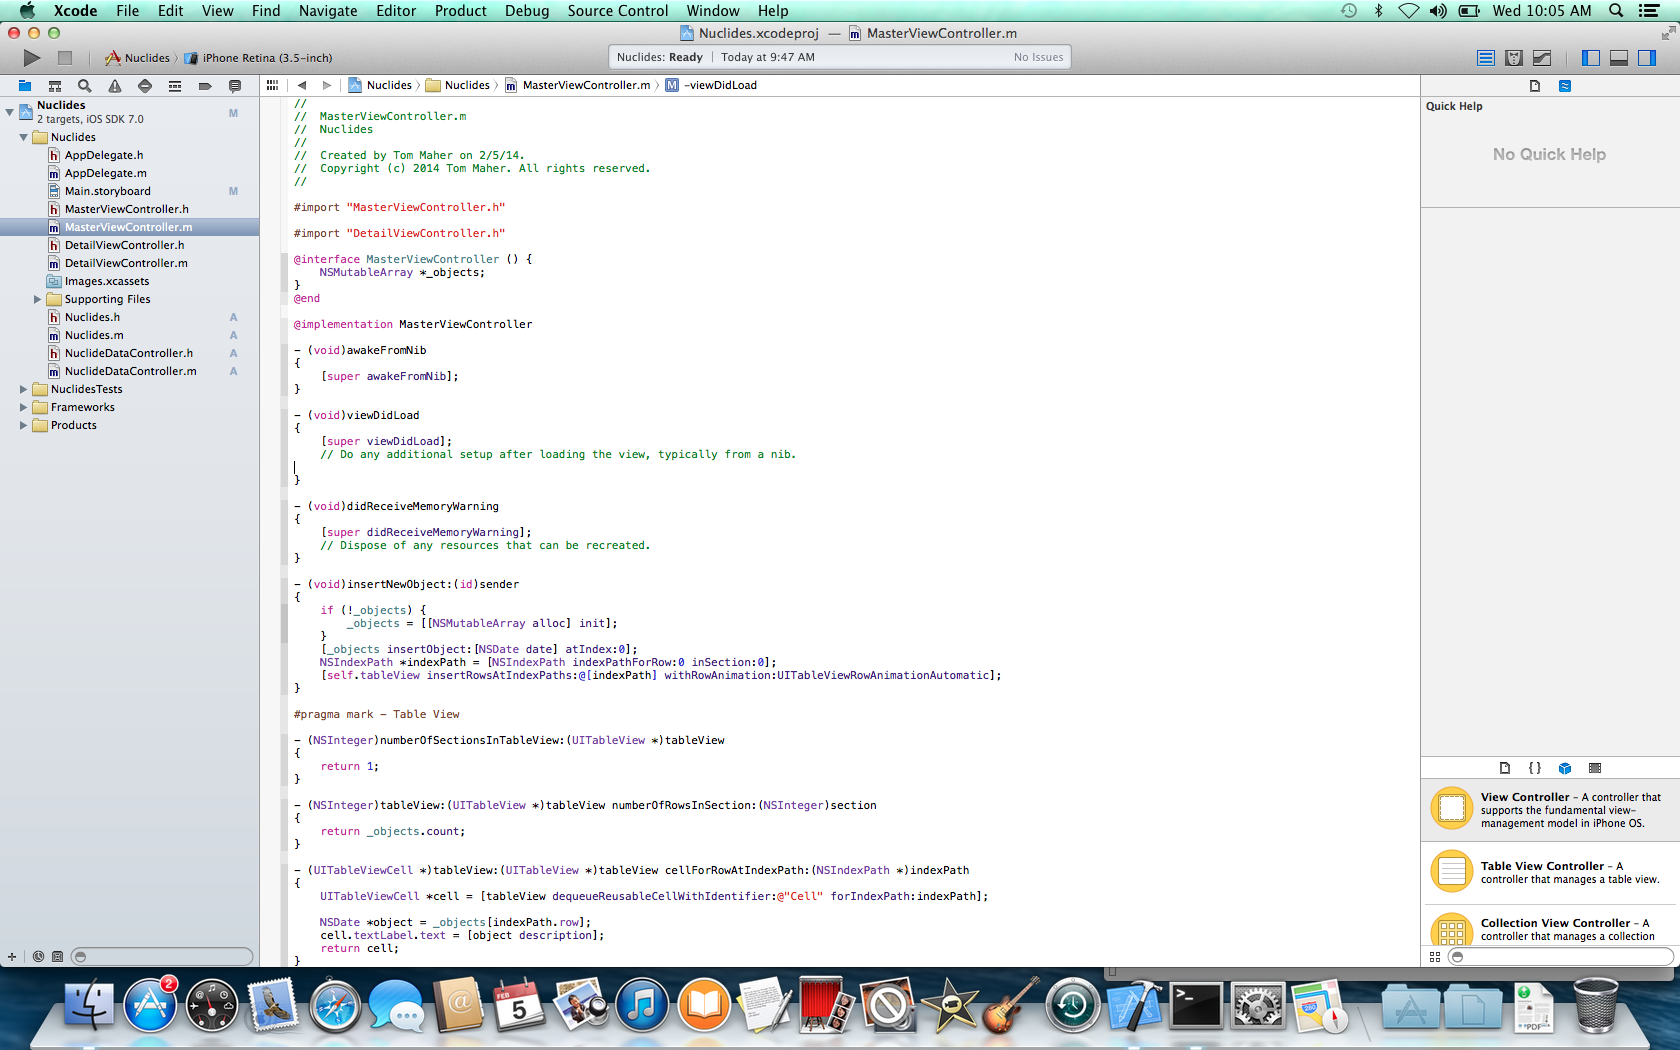 Xcode File Edit View Find Navigate Editor Product Debug Source Control Window Help Wed 10:05 AM
Nuclides.xcodeproj — MasterViewController.m
Nuclides iPhone Retina (3.5-inch)
Nuclides: Ready Today at 9:47 AM No Issues
Nuclides Nuclides MasterViewController.m M -viewDidLoad
Nuclides M
2 targets, iOS SDK 7.0
Nuclides
h AppDelegate.h
m AppDelegate.m
Main.storyboard M
h MasterViewController.h
m MasterViewController.m
h DetailViewController.h
m DetailViewController.m
Images.xcassets
Supporting Files
h Nuclides.h A
m Nuclides.m A
h NuclideDataController.h A
m NuclideDataController.m A
NuclidesTests
Frameworks
Products
//
//  MasterViewController.m
//  Nuclides
//
//  Created by Tom Maher on 2/5/14.
//  Copyright (c) 2014 Tom Maher. All rights reserved.
//
#import "MasterViewController.h"
#import "DetailViewController.h"
@interface MasterViewController () {
    NSMutableArray *_objects;
}
@end
@implementation MasterViewController
- (void)awakeFromNib
{
    [super awakeFromNib];
}
- (void)viewDidLoad
{
    [super viewDidLoad];
    // Do any additional setup after loading the view, typically from a nib.
}
- (void)didReceiveMemoryWarning
{
    [super didReceiveMemoryWarning];
    // Dispose of any resources that can be recreated.
}
- (void)insertNewObject:(id)sender
{
    if (!_objects) {
        _objects = [[NSMutableArray alloc] init];
    }
    [_objects insertObject:[NSDate date] atIndex:0];
    NSIndexPath *indexPath = [NSIndexPath indexPathForRow:0 inSection:0];
    [self.tableView insertRowsAtIndexPaths:@[indexPath] withRowAnimation:UITableViewRowAnimationAutomatic];
}
#pragma mark - Table View
- (NSInteger)numberOfSectionsInTableView:(UITableView *)tableView
{
    return 1;
}
- (NSInteger)tableView:(UITableView *)tableView numberOfRowsInSection:(NSInteger)section
{
    return _objects.count;
}
- (UITableViewCell *)tableView:(UITableView *)tableView cellForRowAtIndexPath:(NSIndexPath *)indexPath
{
    UITableViewCell *cell = [tableView dequeueReusableCellWithIdentifier:@"Cell" forIndexPath:indexPath];
    NSDate *object = _objects[indexPath.row];
    cell.textLabel.text = [object description];
    return cell;
}
Quick Help
No Quick Help
{ }
View Controller – A controller that
supports the fundamental view-
management model in iPhone OS.
Table View Controller – A
controller that manages a table view.
Collection View Controller – A
controller that manages a collection
2
FEB
5
>_
PDF